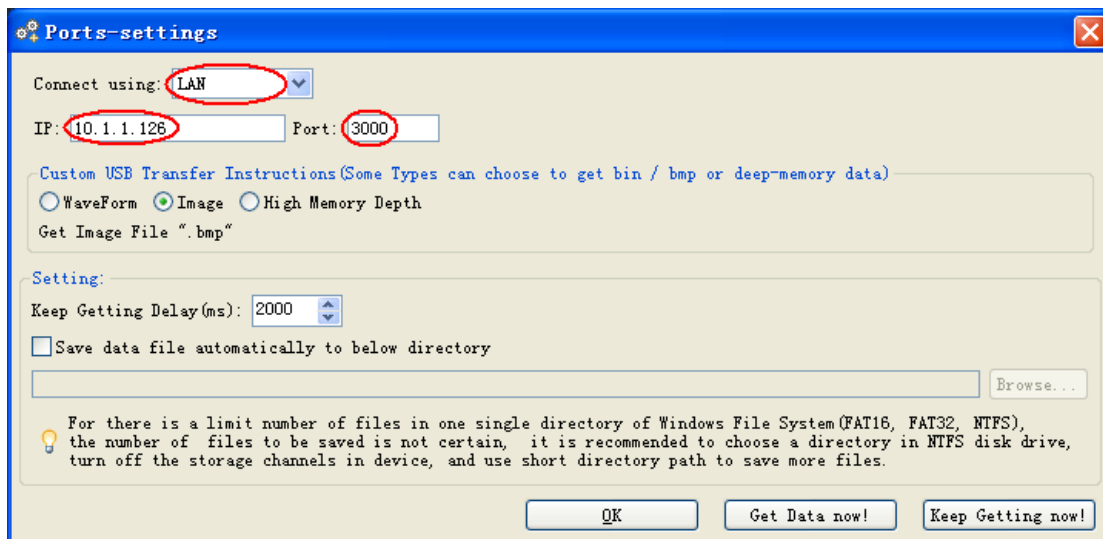 Ports-settings
Connect using: LAN
IP: 10.1.1.126 Port: 3000
Custom USB Transfer Instructions(Some Types can choose to get bin / bmp or deep-memory data)
WaveForm Image High Memory Depth
Get Image File ".bmp"
Setting:
Keep Getting Delay(ms): 2000
Save data file automatically to below directory
Browse...
For there is a limit number of files in one single directory of Windows File System(FAT16, FAT32, NTFS),
the number of files to be saved is not certain, it is recommended to choose a directory in NTFS disk drive,
turn off the storage channels in device, and use short directory path to save more files.
OK Get Data now! Keep Getting now!